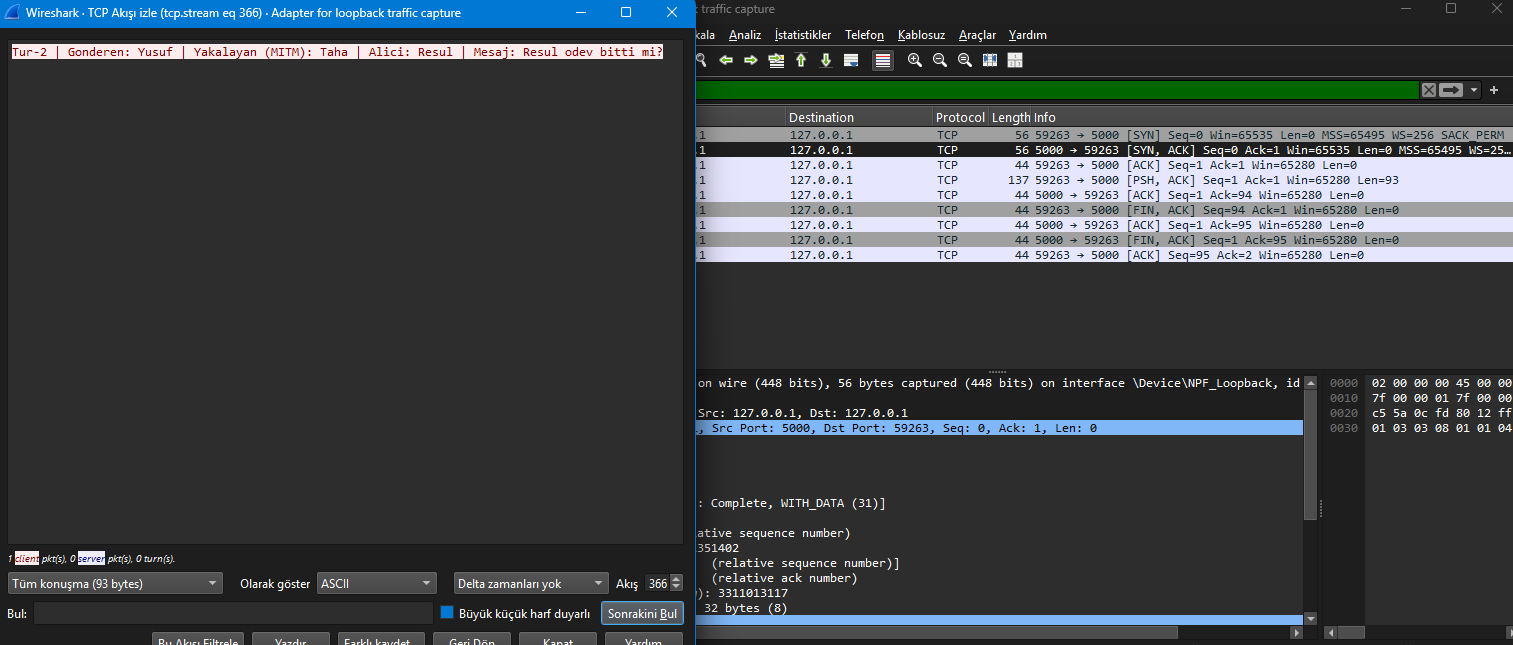 Wireshark · TCP Akışı izle (tcp.stream eq 366) · Adapter for loopback traffic capture
Tur-2 | Gonderen: Yusuf | Yakalayan (MITM): Taha | Alici: Resul | Mesaj: Resul odev bitti mi?
1 client pkt(s), 0 server pkt(s), 0 turn(s).
Tüm konuşma (93 bytes) Olarak göster ASCII Delta zamanları yok Akış 366
Bul: Büyük küçük harf duyarlı Sonrakini Bul
Bu Akışı Filtrele Yazdır Farklı kaydet Geri Dön Kapat Yardım
traffic capture
kala Analiz İstatistikler Telefon Kablosuz Araçlar Yardım
Destination Protocol Length Info
.1 127.0.0.1 TCP 56 59263 → 5000 [SYN] Seq=0 Win=65535 Len=0 MSS=65495 WS=256 SACK_PERM
.1 127.0.0.1 TCP 56 5000 → 59263 [SYN, ACK] Seq=0 Ack=1 Win=65535 Len=0 MSS=65495 WS=25…
.1 127.0.0.1 TCP 44 59263 → 5000 [ACK] Seq=1 Ack=1 Win=65280 Len=0
.1 127.0.0.1 TCP 137 59263 → 5000 [PSH, ACK] Seq=1 Ack=1 Win=65280 Len=93
.1 127.0.0.1 TCP 44 5000 → 59263 [ACK] Seq=1 Ack=94 Win=65280 Len=0
.1 127.0.0.1 TCP 44 59263 → 5000 [FIN, ACK] Seq=94 Ack=1 Win=65280 Len=0
.1 127.0.0.1 TCP 44 5000 → 59263 [ACK] Seq=1 Ack=95 Win=65280 Len=0
.1 127.0.0.1 TCP 44 5000 → 59263 [FIN, ACK] Seq=1 Ack=95 Win=65280 Len=0
.1 127.0.0.1 TCP 44 59263 → 5000 [ACK] Seq=95 Ack=2 Win=65280 Len=0
on wire (448 bits), 56 bytes captured (448 bits) on interface \Device\NPF_Loopback, id
Src: 127.0.0.1, Dst: 127.0.0.1
, Src Port: 5000, Dst Port: 59263, Seq: 0, Ack: 1, Len: 0
: Complete, WITH_DATA (31)]
ative sequence number)
351402
(relative sequence number)]
(relative ack number)
): 3311013117
32 bytes (8)
0000 02 00 00 00 45 00 00
0010 7f 00 00 01 7f 00 00
0020 c5 5a 0c fd 80 12 ff
0030 01 03 03 08 01 01 04